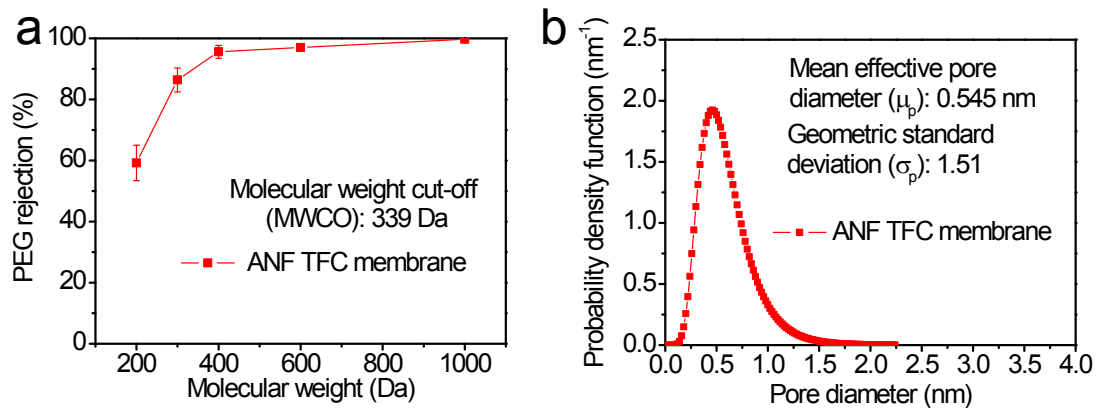 a
100
80
60
40
20
0
PEG rejection (%)
Molecular weight cut-off
(MWCO): 339 Da
ANF TFC membrane
200 400 600 800 1000
Molecular weight (Da)
b
2.5
2.0
1.5
1.0
0.5
0.0
Probability density function (nm⁻¹)
Mean effective pore
diameter (μₚ): 0.545 nm
Geometric standard
deviation (σₚ): 1.51
ANF TFC membrane
0.0 0.5 1.0 1.5 2.0 2.5 3.0 3.5 4.0
Pore diameter (nm)